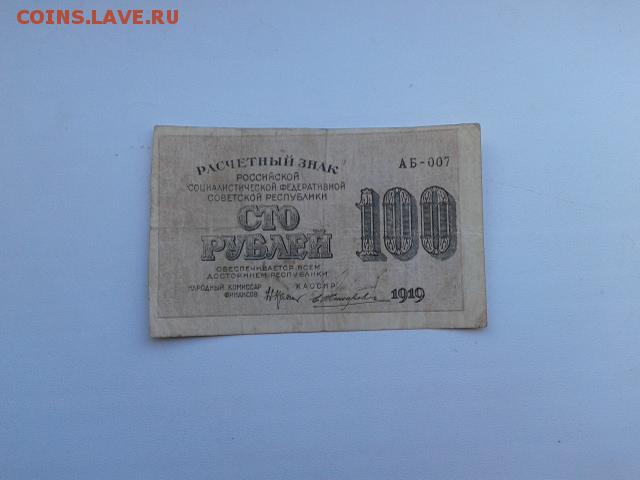 COINS.LAVE.RU
РАСЧЕТНЫЙ ЗНАК
АБ-007
РОССИЙСКОЙ
СОЦИАЛИСТИЧЕСКОЙ ФЕДЕРАТИВНОЙ
СОВЕТСКОЙ РЕСПУБЛИКИ
СТО
РУБЛЕЙ
100
ОБЕСПЕЧИВАЕТСЯ ВСЕМ
ДОСТОЯНИЕМ РЕСПУБЛИКИ
НАРОДНЫЙ КОМИССАР
ФИНАНСОВ
КАССИР
1919